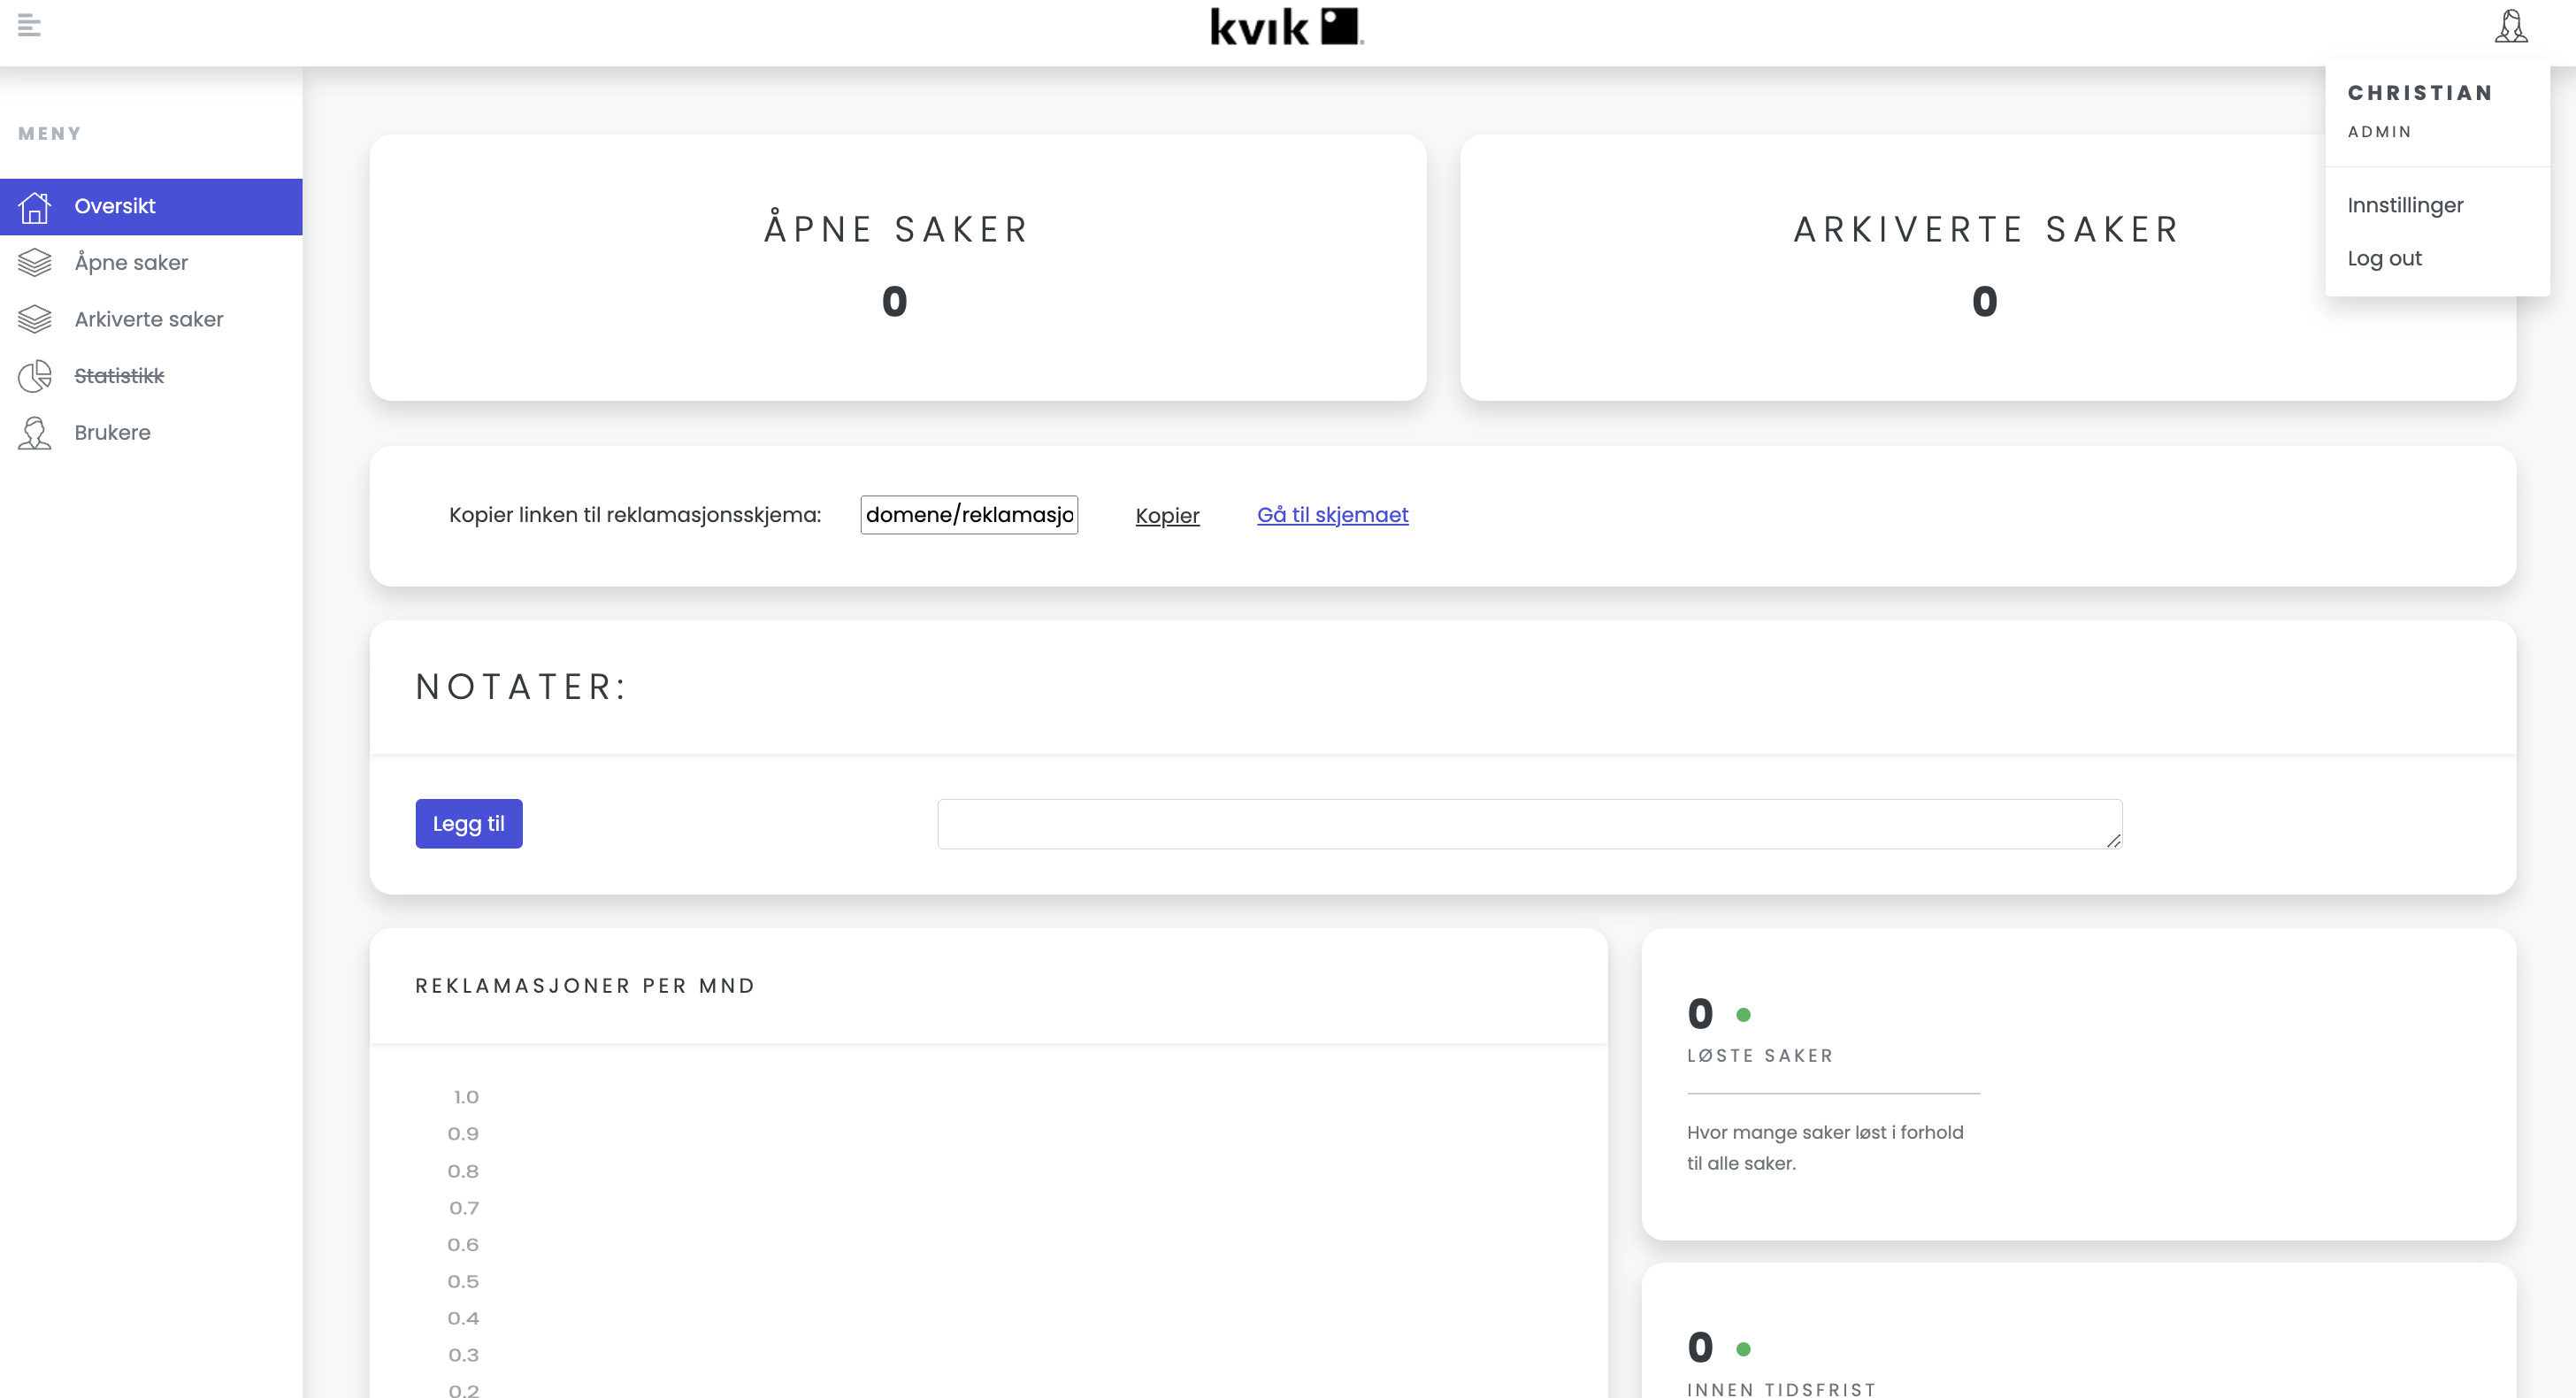 kvik
CHRISTIAN
ADMIN
Innstillinger
Log out
MENY
Oversikt
Åpne saker
Arkiverte saker
Statistikk
Brukere
ÅPNE SAKER
0
ARKIVERTE SAKER
0
Kopier linken til reklamasjonsskjema: domene/reklamasjo Kopier Gå til skjemaet
NOTATER:
Legg til
REKLAMASJONER PER MND
1.0
0.9
0.8
0.7
0.6
0.5
0.4
0.3
0.2
0
LØSTE SAKER
Hvor mange saker løst i forhold
til alle saker.
0
INNEN TIDSFRIST